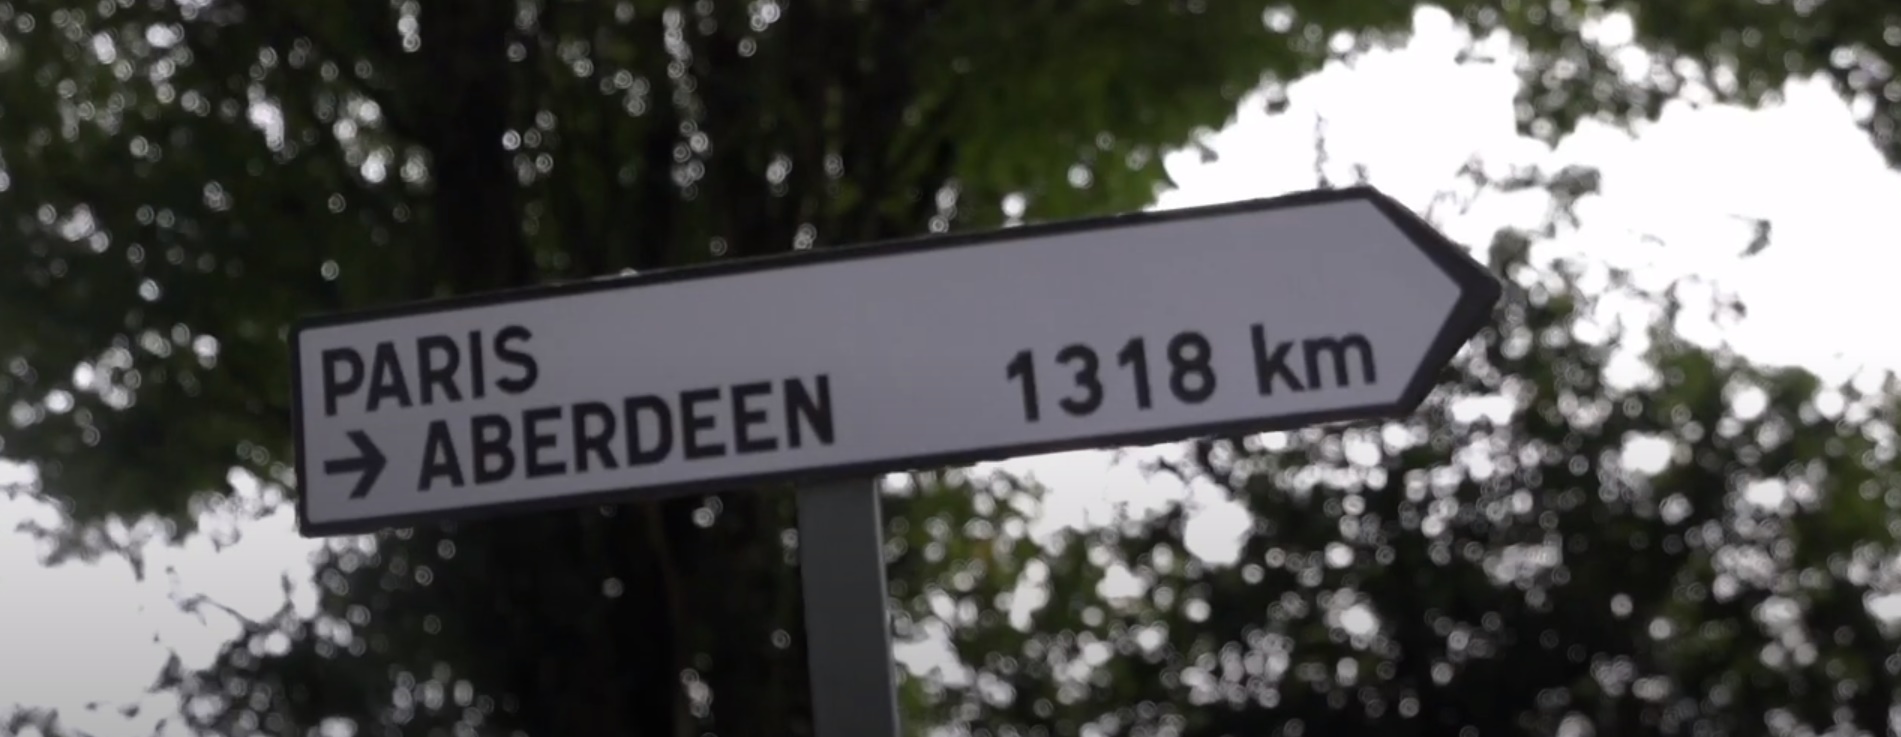 PARIS
→ ABERDEEN 1318 km